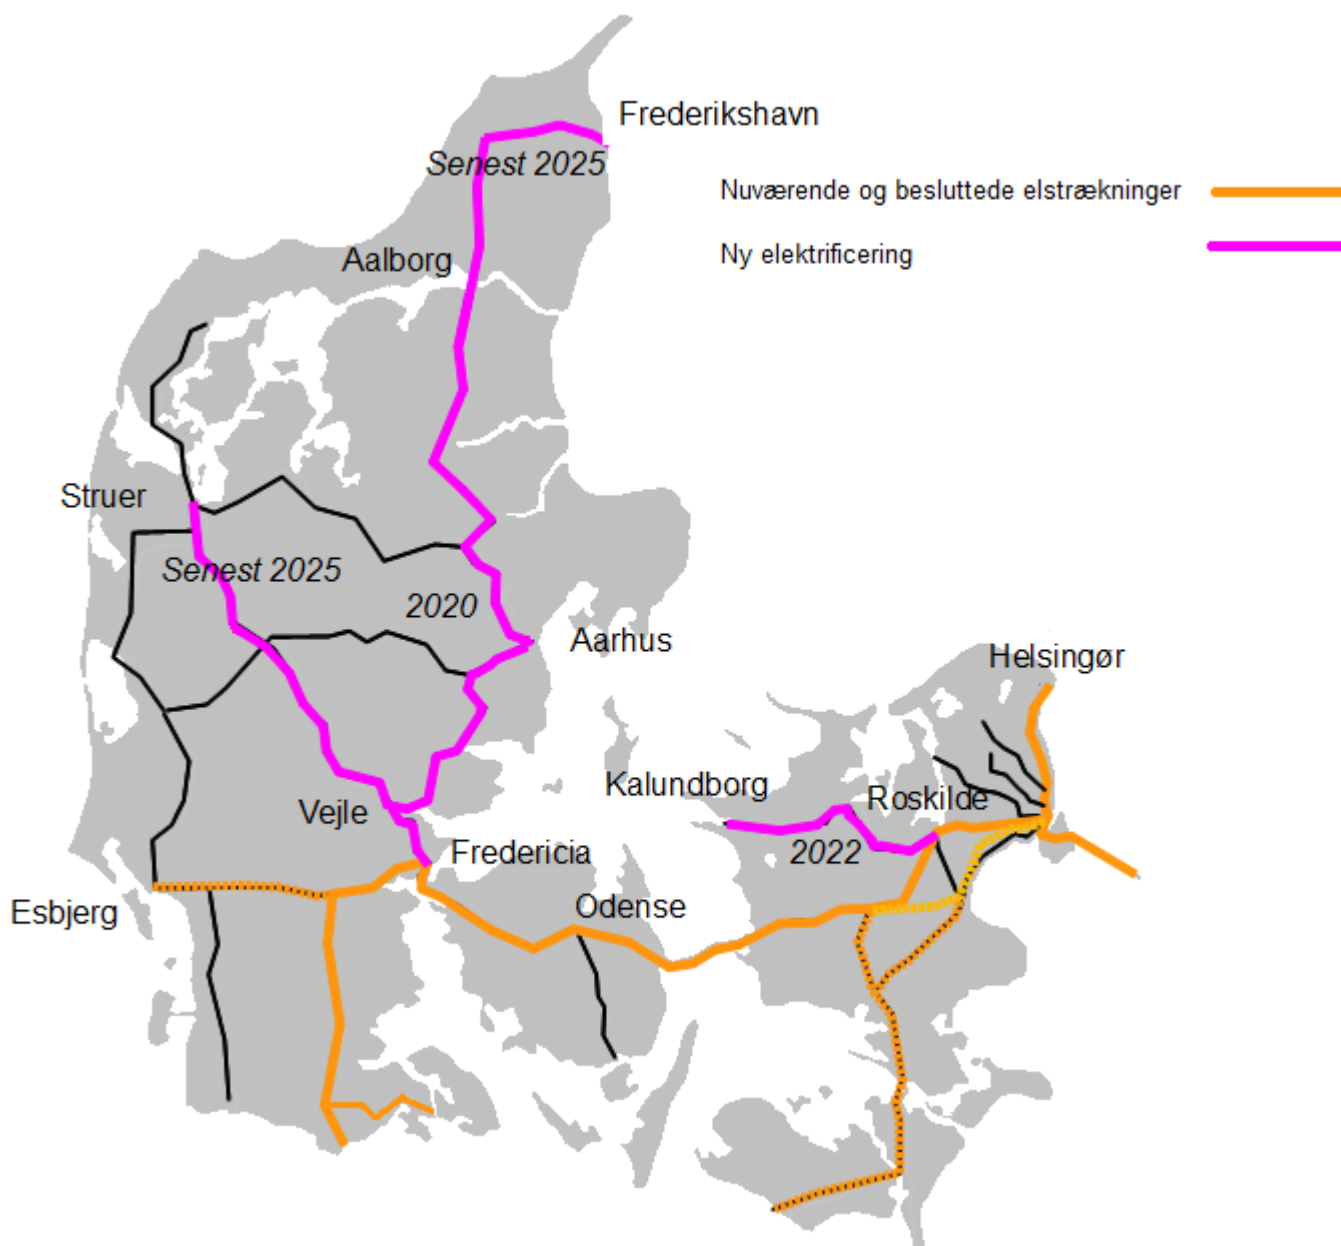 Frederikshavn
Senest 2025
Nuværende og besluttede elstrækninger
Ny elektrificering
Aalborg
Struer
Senest 2025
2020
Aarhus
Helsingør
Kalundborg
Roskilde
Vejle
2022
Fredericia
Esbjerg
Odense